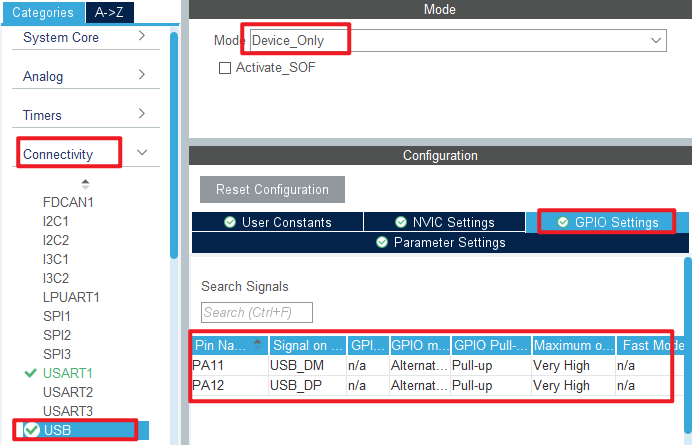 Categories A->Z
System Core
Analog
Timers
Connectivity
FDCAN1
I2C1
I2C2
I3C1
I3C2
LPUART1
SPI1
SPI2
SPI3
USART1
USART2
USART3
USB
Mode
Mode Device_Only
Activate_SOF
Configuration
Reset Configuration
User Constants NVIC Settings GPIO Settings
Parameter Settings
Search Signals
Search (Ctrl+F)
Pin Na... Signal on ... GPI... GPIO m... GPIO Pull-... Maximum o... Fast Mode
PA11 USB_DM n/a Alternat... Pull-up Very High n/a
PA12 USB_DP n/a Alternat... Pull-up Very High n/a